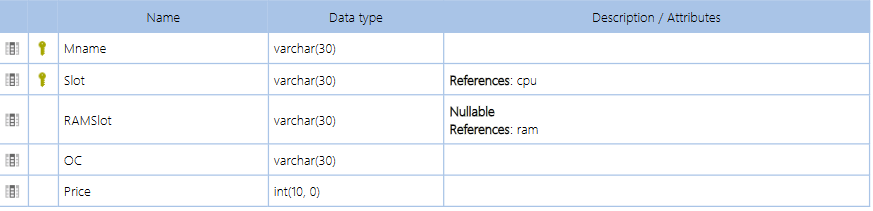 Name Data type Description / Attributes
Mname varchar(30)
Slot varchar(30) References: cpu
RAMSlot varchar(30) Nullable
References: ram
OC varchar(30)
Price int(10, 0)